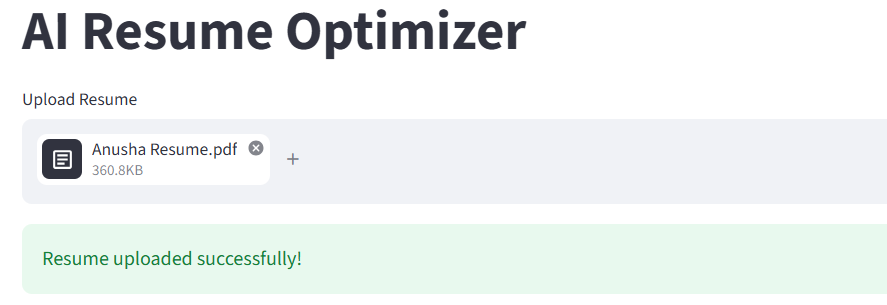 AI Resume Optimizer
Upload Resume
Anusha Resume.pdf
360.8KB
Resume uploaded successfully!